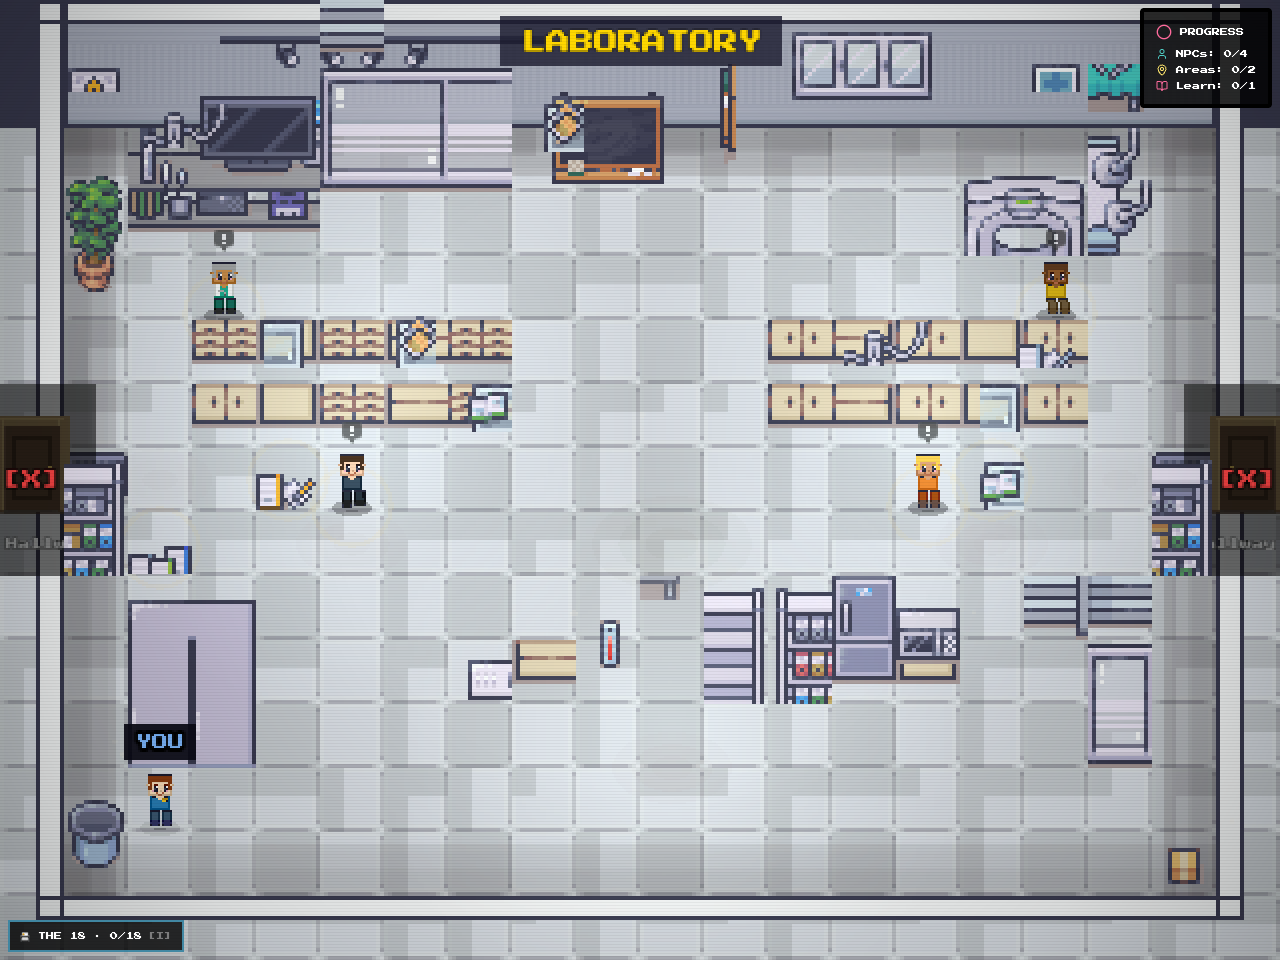 LABORATORY
PROGRESS
NPCs: 0/4
Areas: 0/2
Learn: 0/1
[X]
[X]
YOU
THE 18 · 0/18 [I]